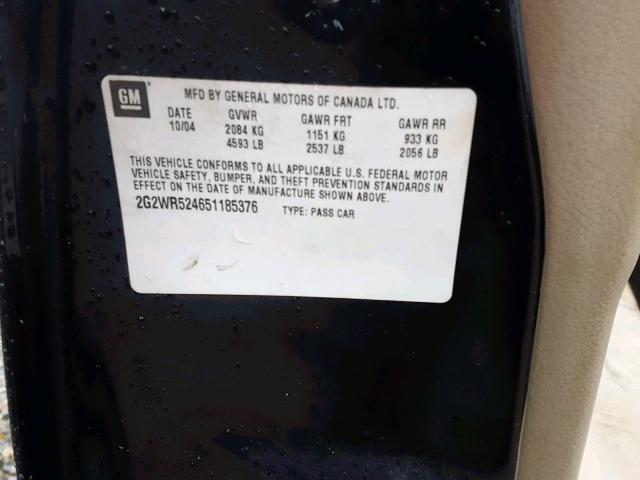 GM
MFD BY GENERAL MOTORS OF CANADA LTD.
DATE GVWR GAWR FRT GAWR RR
10/04 2084 KG 1151 KG 933 KG
4593 LB 2537 LB 2056 LB
THIS VEHICLE CONFORMS TO ALL APPLICABLE U.S. FEDERAL MOTOR
VEHICLE SAFETY, BUMPER, AND THEFT PREVENTION STANDARDS IN
EFFECT ON THE DATE OF MANUFACTURE SHOWN ABOVE.
2G2WR524651185376 TYPE: PASS CAR